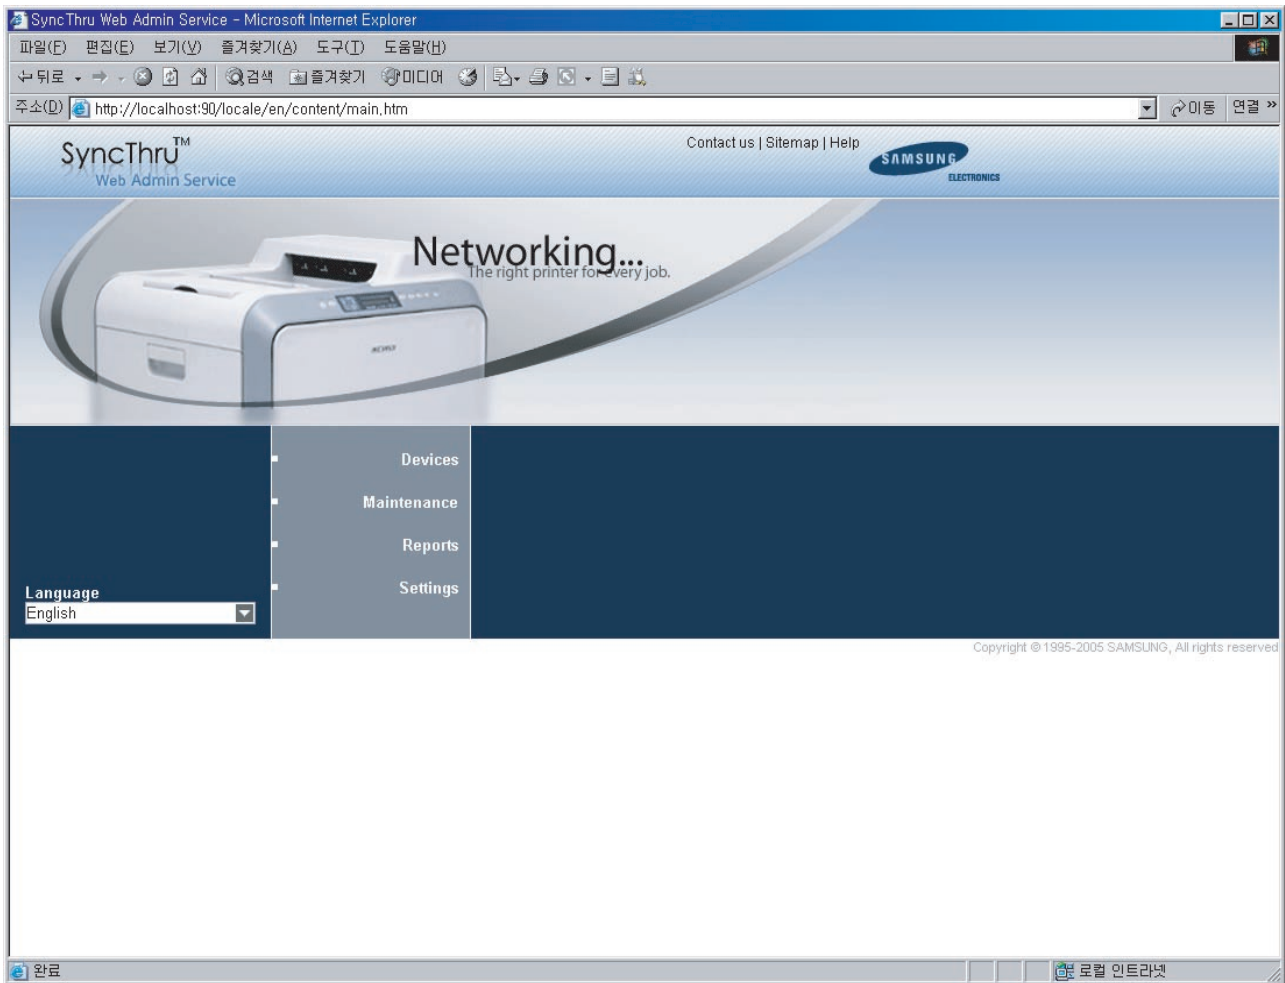 SyncThru Web Admin Service - Microsoft Internet Explorer
파일(F) 편집(E) 보기(V) 즐겨찾기(A) 도구(T) 도움말(H)
뒤로 검색 즐겨찾기 미디어
주소(D) http://localhost:90/locale/en/content/main.htm 이동 연결 »
SyncThru™
Web Admin Service
Contact us | Sitemap | Help
SAMSUNG
ELECTRONICS
Networking...
The right printer for every job.
Devices
Maintenance
Reports
Settings
Language
English
Copyright © 1995-2005 SAMSUNG, All rights reserved
완료 로컬 인트라넷